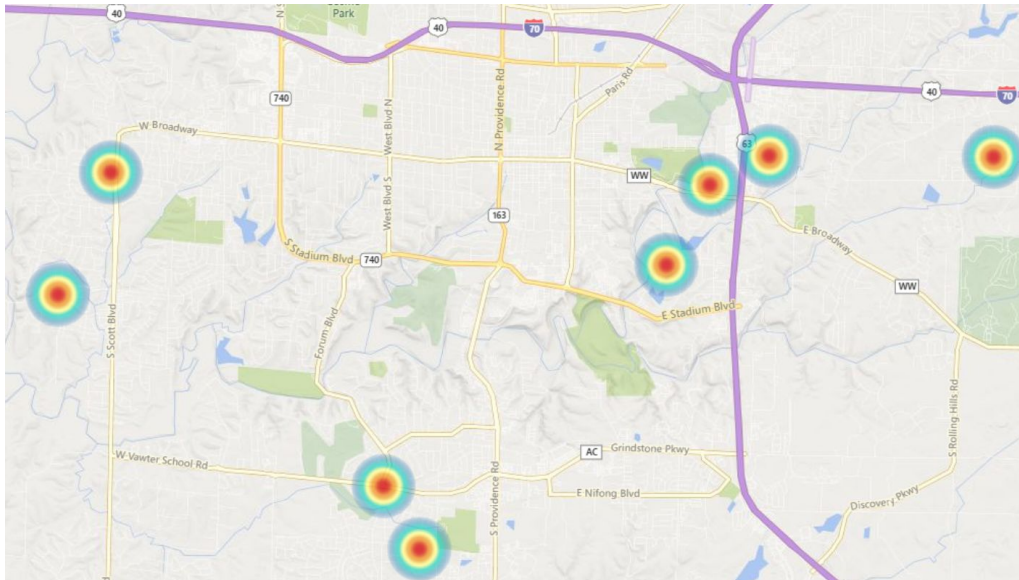 40
N S
Park
40
70
N Providence Rd
Paris Rd
40
70
740
W Broadway
West Blvd N
63
WW
West Blvd S
163
S Stadium Blvd
740
E Broadway
WW
S Scott Blvd
Forum Blvd
E Stadium Blvd
S Rolling Hills Rd
W Vawter School Rd
AC
Grindstone Pkwy
S Providence Rd
E Nifong Blvd
Discovery Pkwy